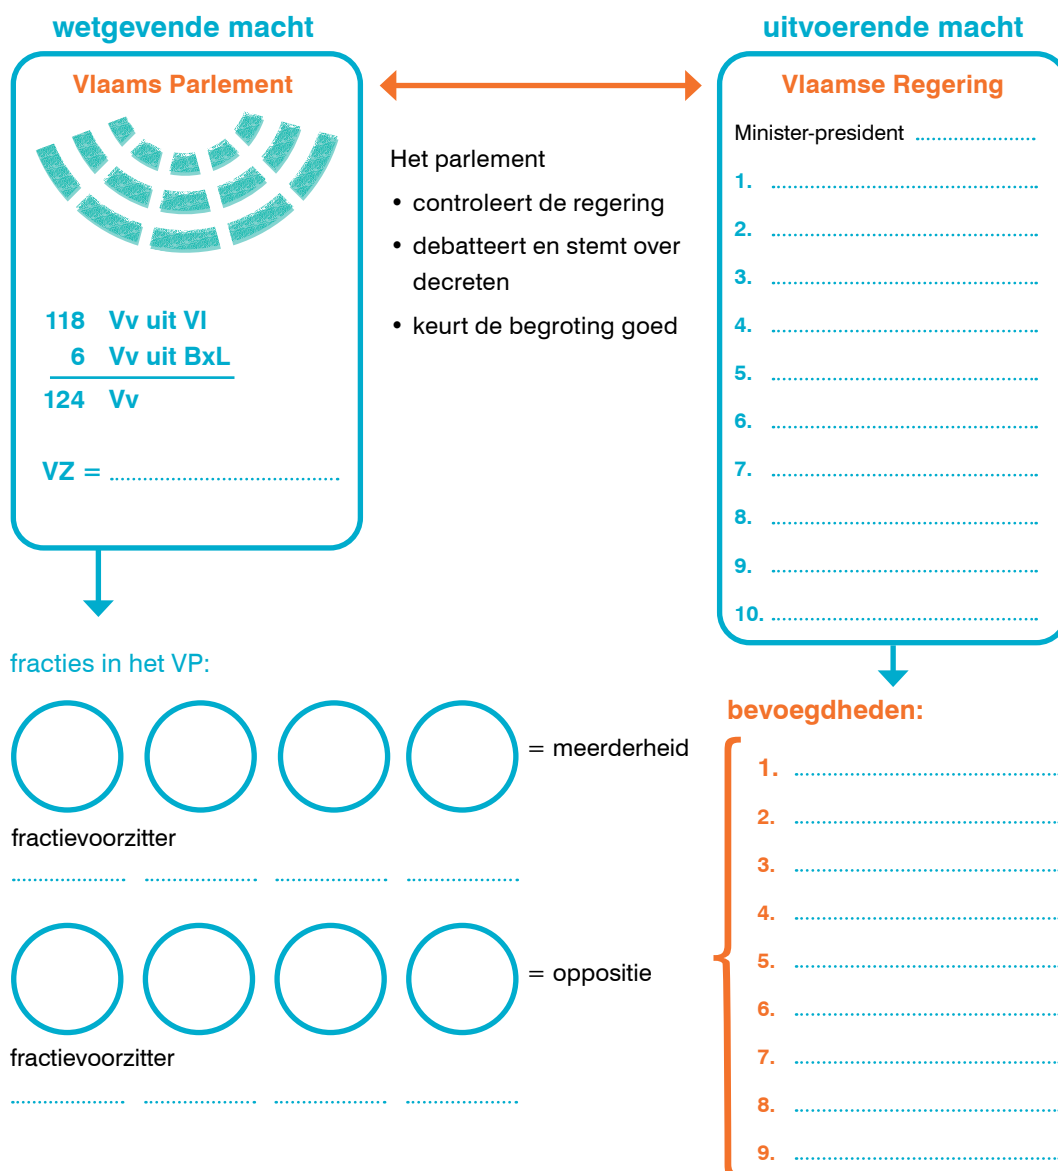 wetgevende macht
Vlaams Parlement
118 Vv uit Vl
6 Vv uit BxL
124 Vv
VZ = ........................................
Het parlement
• controleert de regering
• debatteert en stemt over
decreten
• keurt de begroting goed
uitvoerende macht
Vlaamse Regering
Minister-president .....................
1. ..............................................
2. ..............................................
3. ..............................................
4. ..............................................
5. ..............................................
6. ..............................................
7. ..............................................
8. ..............................................
9. ..............................................
10. ..............................................
fracties in het VP:
= meerderheid
fractievoorzitter
.................... .................... .................... ....................
= oppositie
fractievoorzitter
.................... .................... .................... ....................
bevoegdheden:
1. ..............................................
2. ..............................................
3. ..............................................
4. ..............................................
5. ..............................................
6. ..............................................
7. ..............................................
8. ..............................................
9. ..............................................